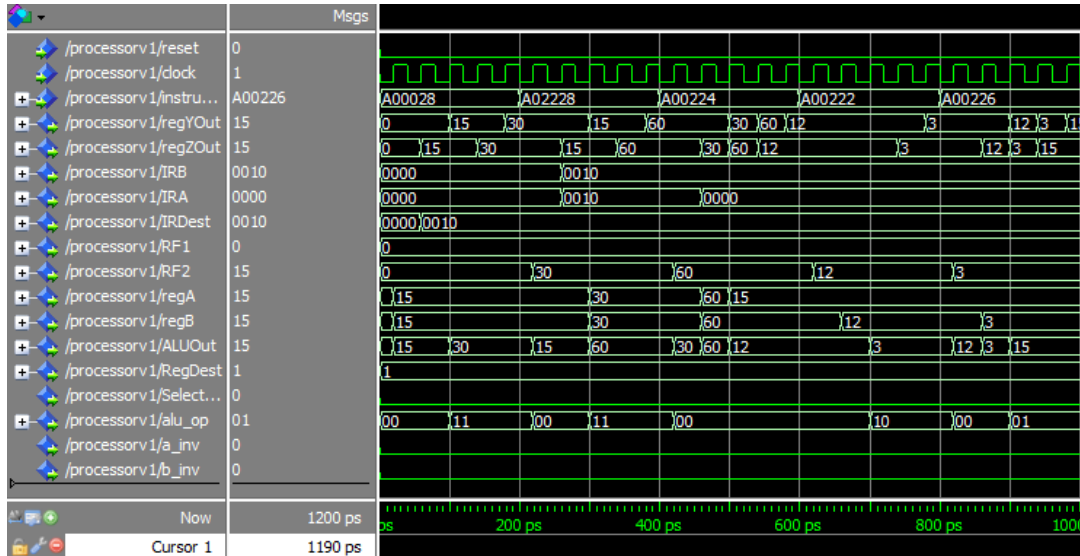 Msgs
/processorv1/reset 0
/processorv1/clock 1
/processorv1/instru... A00226 A00028 A02228 A00224 A00222 A00226
/processorv1/regYOut 15 0 15 30 15 60 30 60 12 3 12 3 15
/processorv1/regZOut 15 0 15 30 15 60 30 60 12 3 12 3 15
/processorv1/IRB 0010 0000 0010
/processorv1/IRA 0000 0000 0010 0000
/processorv1/IRDest 0010 0000 0010
/processorv1/RF1 0 0
/processorv1/RF2 15 0 30 60 12 3
/processorv1/regA 15 15 30 60 15
/processorv1/regB 15 15 30 60 12 3
/processorv1/ALUOut 15 15 30 15 60 30 60 12 3 12 3 15
/processorv1/RegDest 1 1
/processorv1/Select... 0
/processorv1/alu_op 01 00 11 00 11 00 10 00 01
/processorv1/a_inv 0
/processorv1/b_inv 0
Now 1200 ps ps 200 ps 400 ps 600 ps 800 ps 1000
Cursor 1 1190 ps